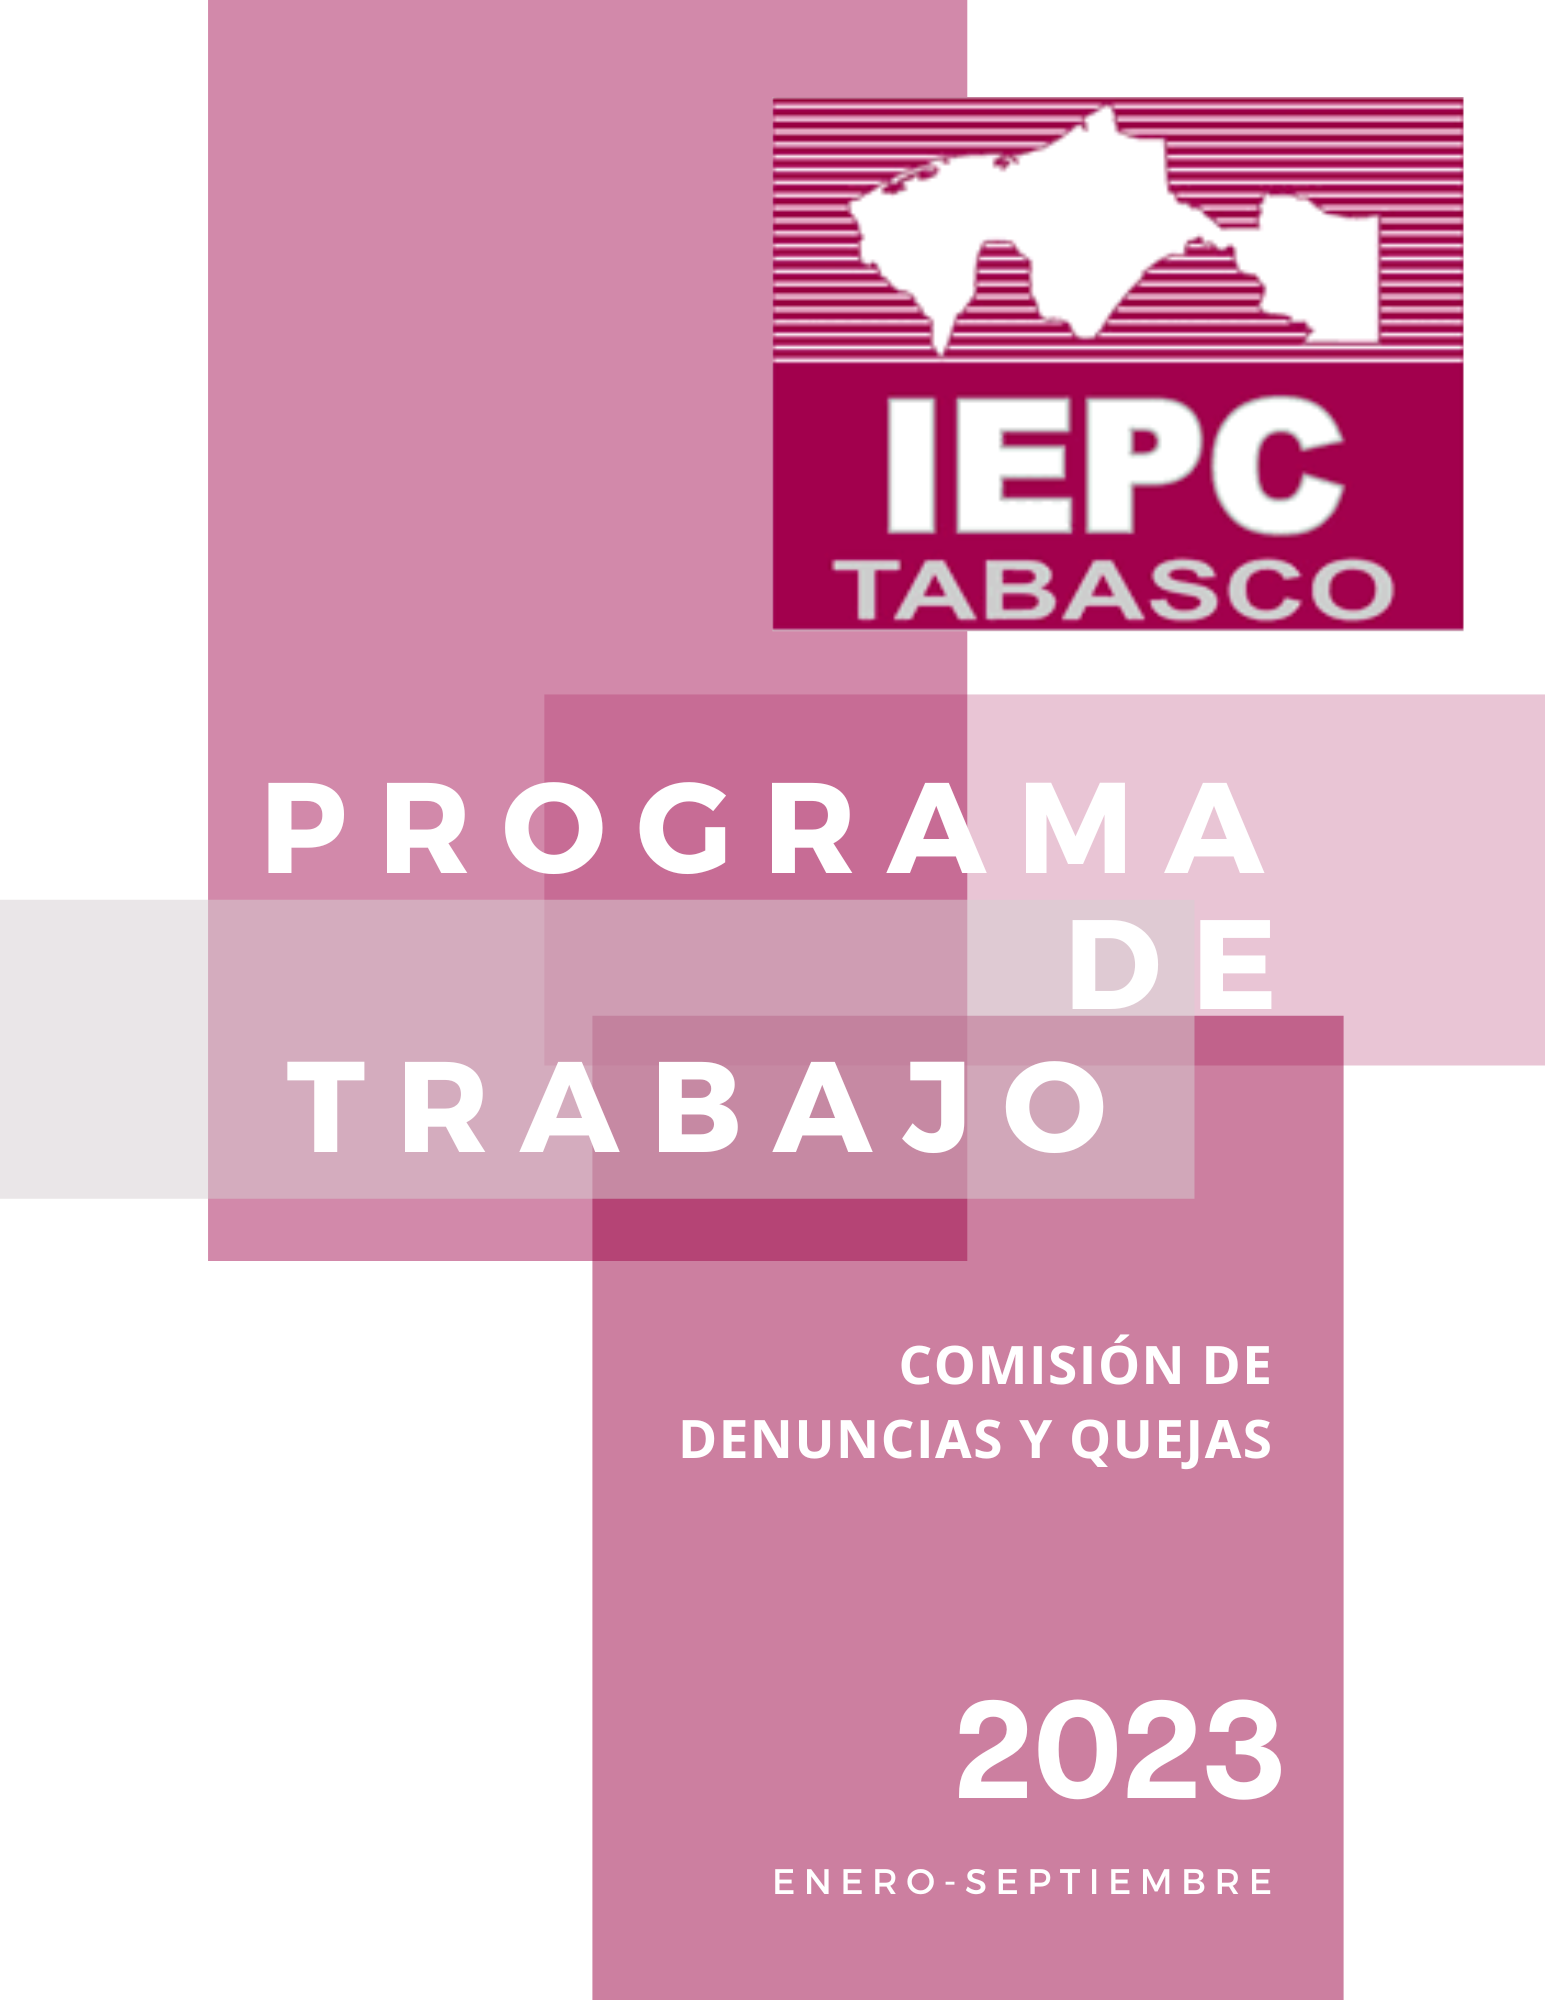 IEPC
TABASCO
PROGRAMA
DE
TRABAJO
COMISIÓN DE
DENUNCIAS Y QUEJAS
2023
ENERO-SEPTIEMBRE